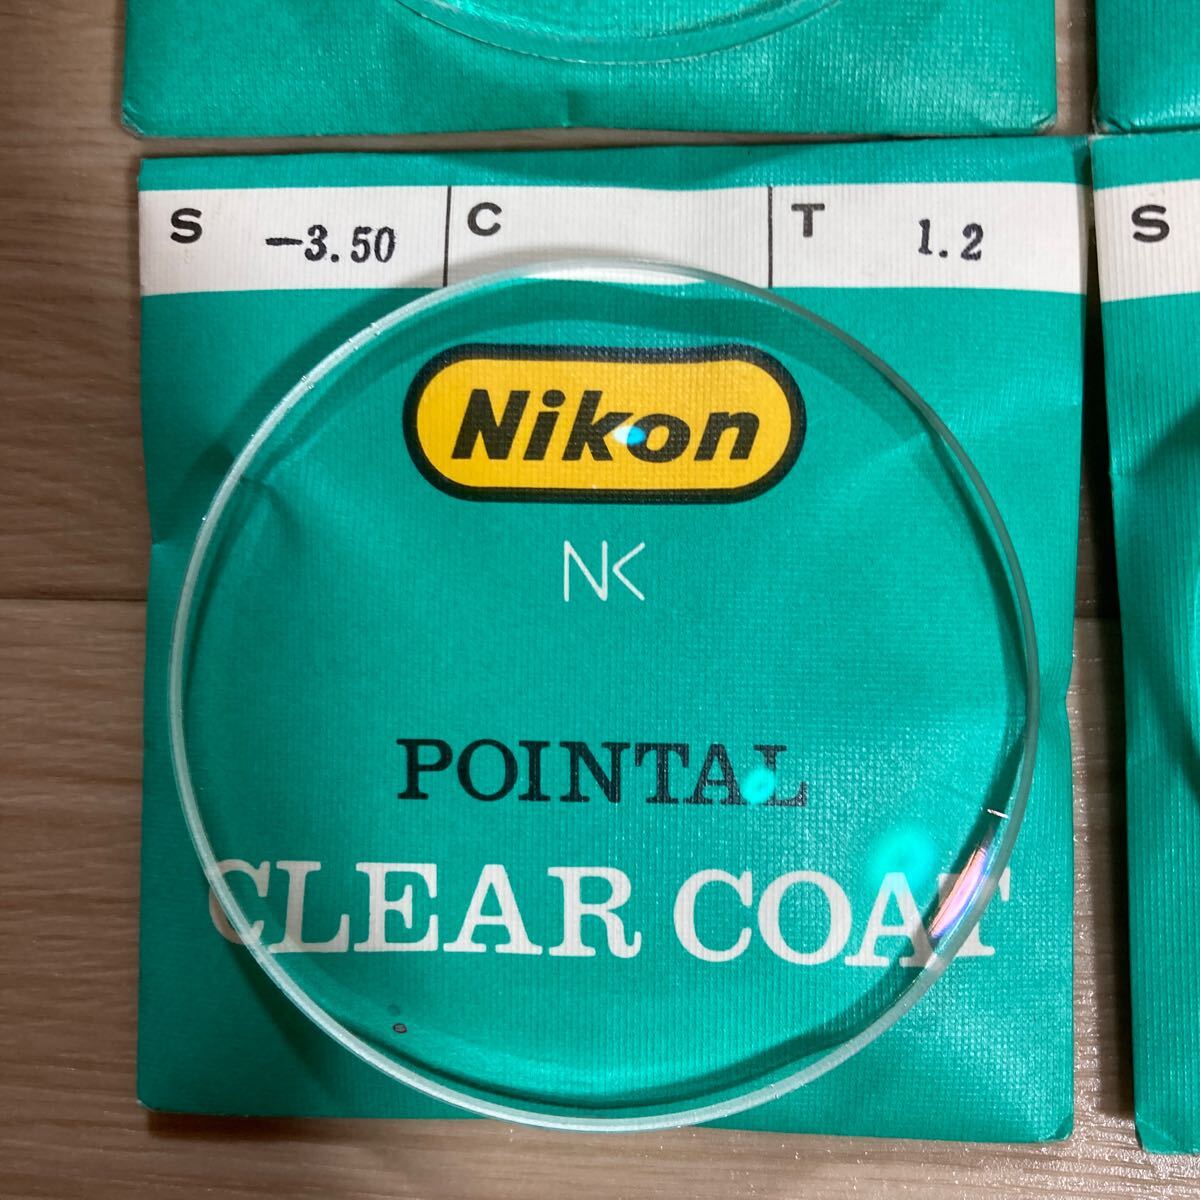 S -3.50 C T 1.2
S
Nikon
NK
POINTAL
CLEAR COAT